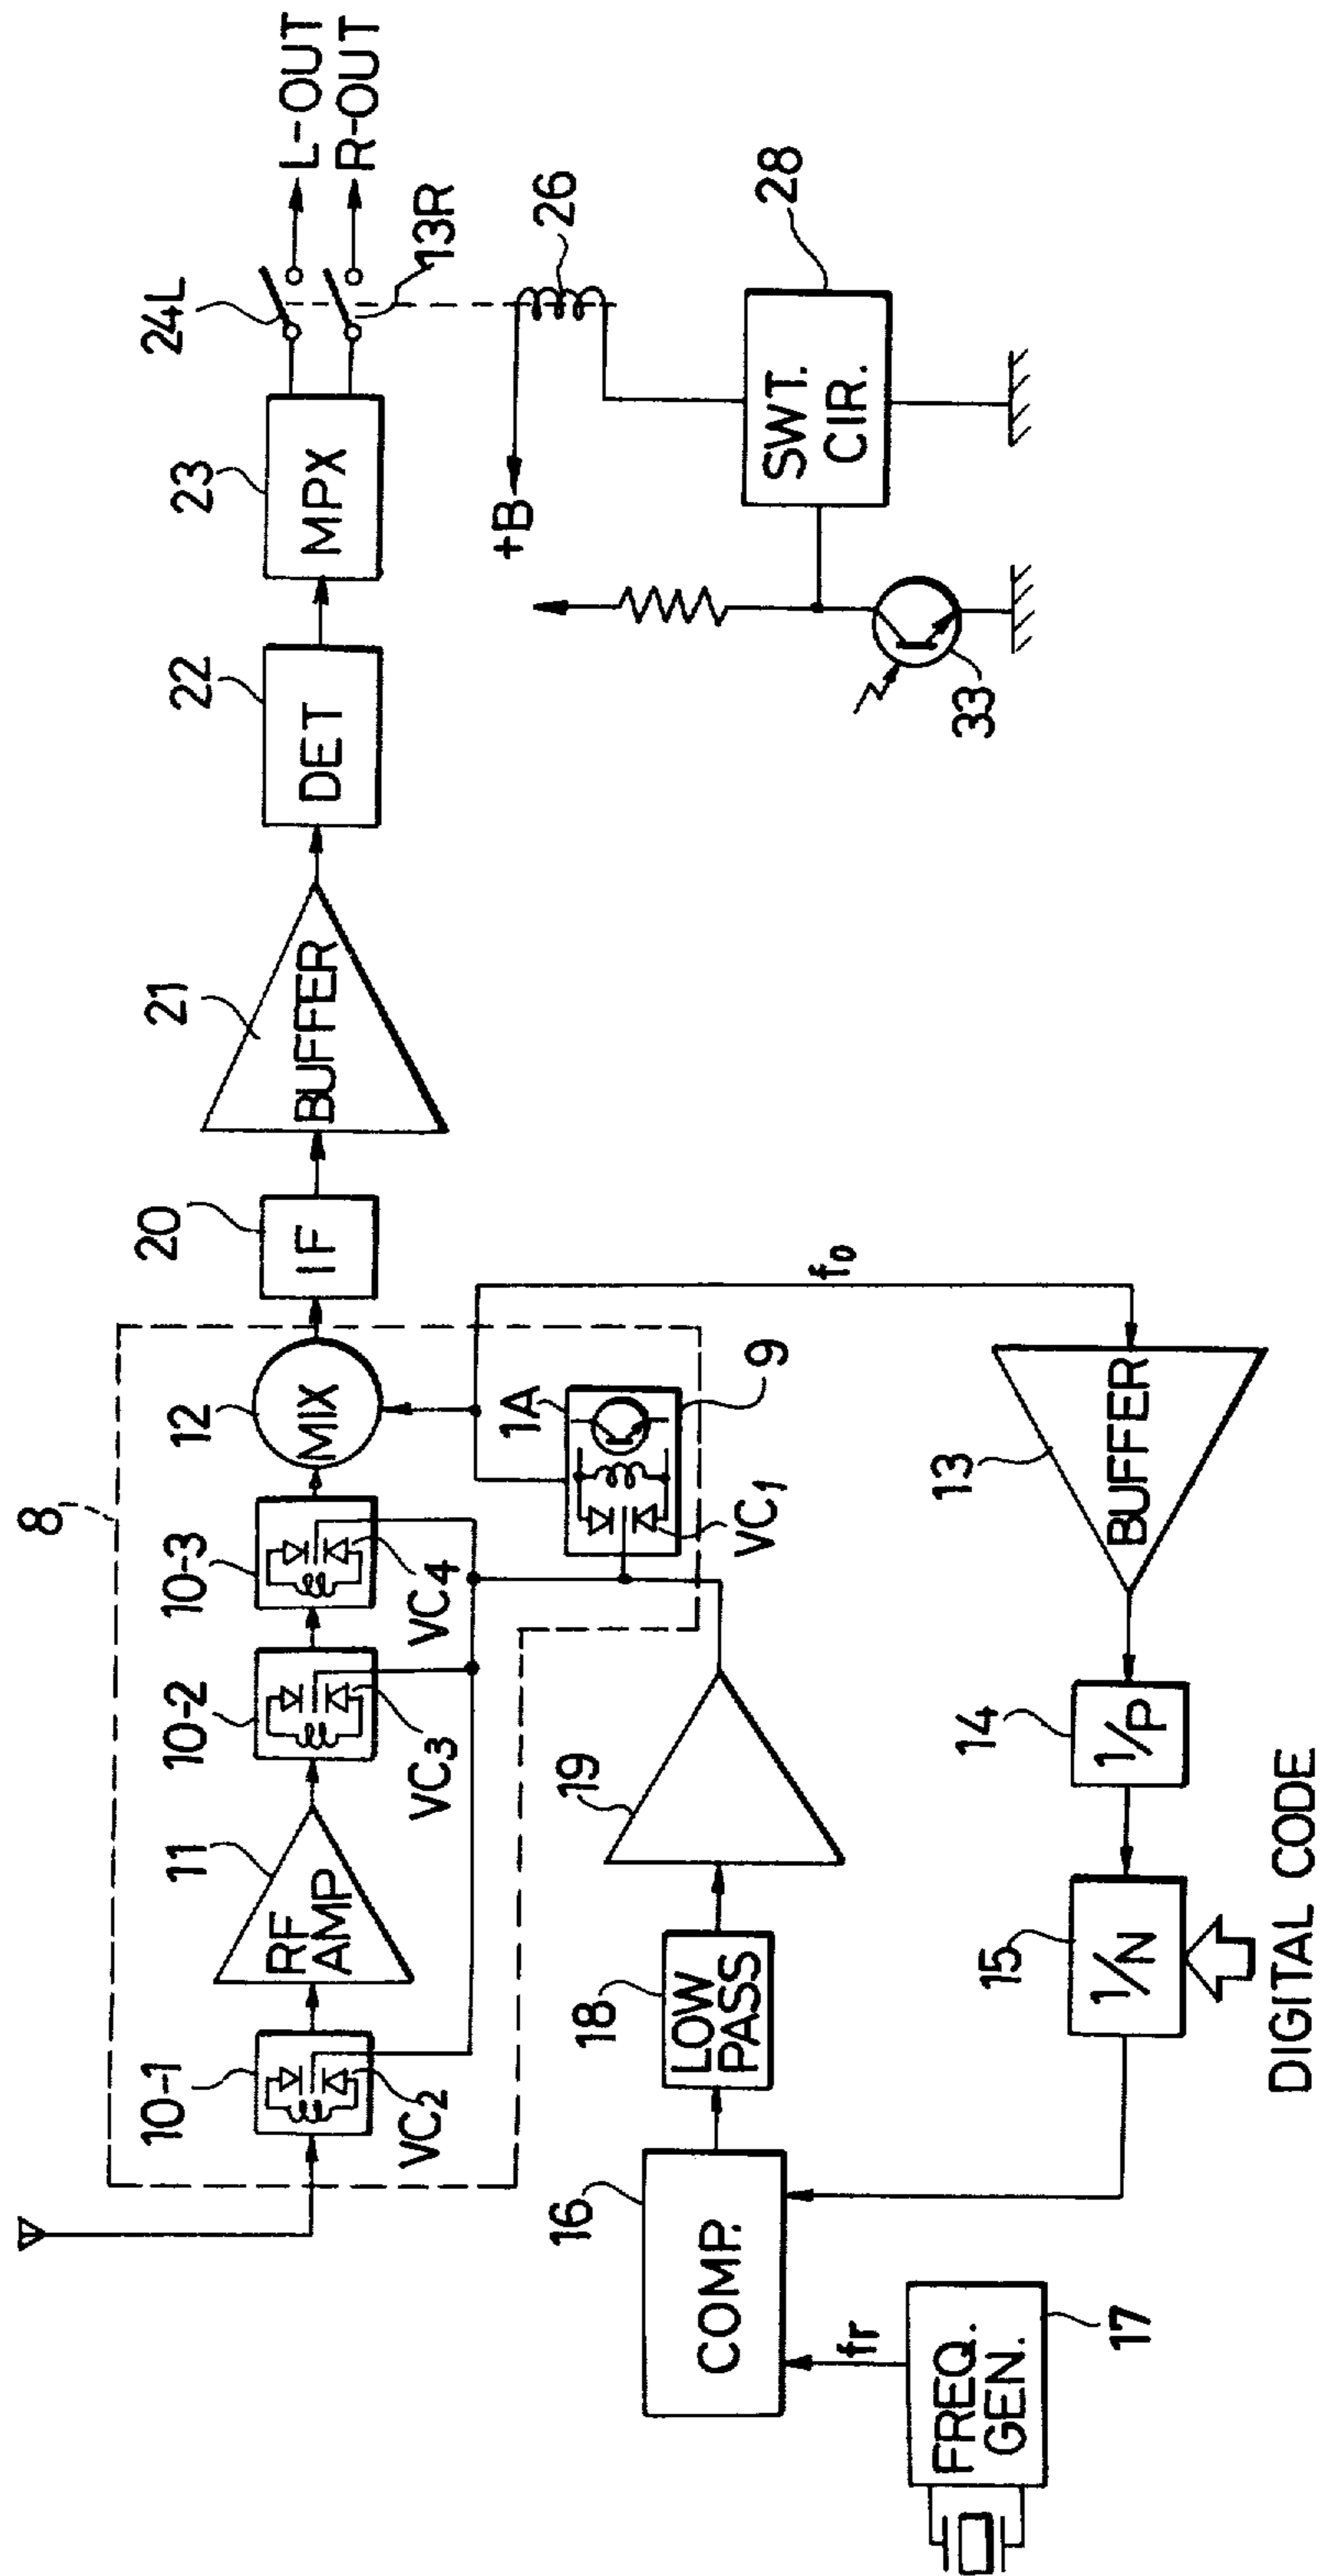 8
10-1
VC2
11
RF
AMP
10-2
VC3
10-3
VC4
12
MIX
1A
9
VC1
20
IF
21
BUFFER
22
DET
23
MPX
24L
13R
L-OUT
R-OUT
26
+B
28
SWT.
CIR.
33
fo
13
BUFFER
14
1/P
15
1/N
DIGITAL CODE
16
COMP.
fr
17
FREQ.
GEN.
18
LOW
PASS
19